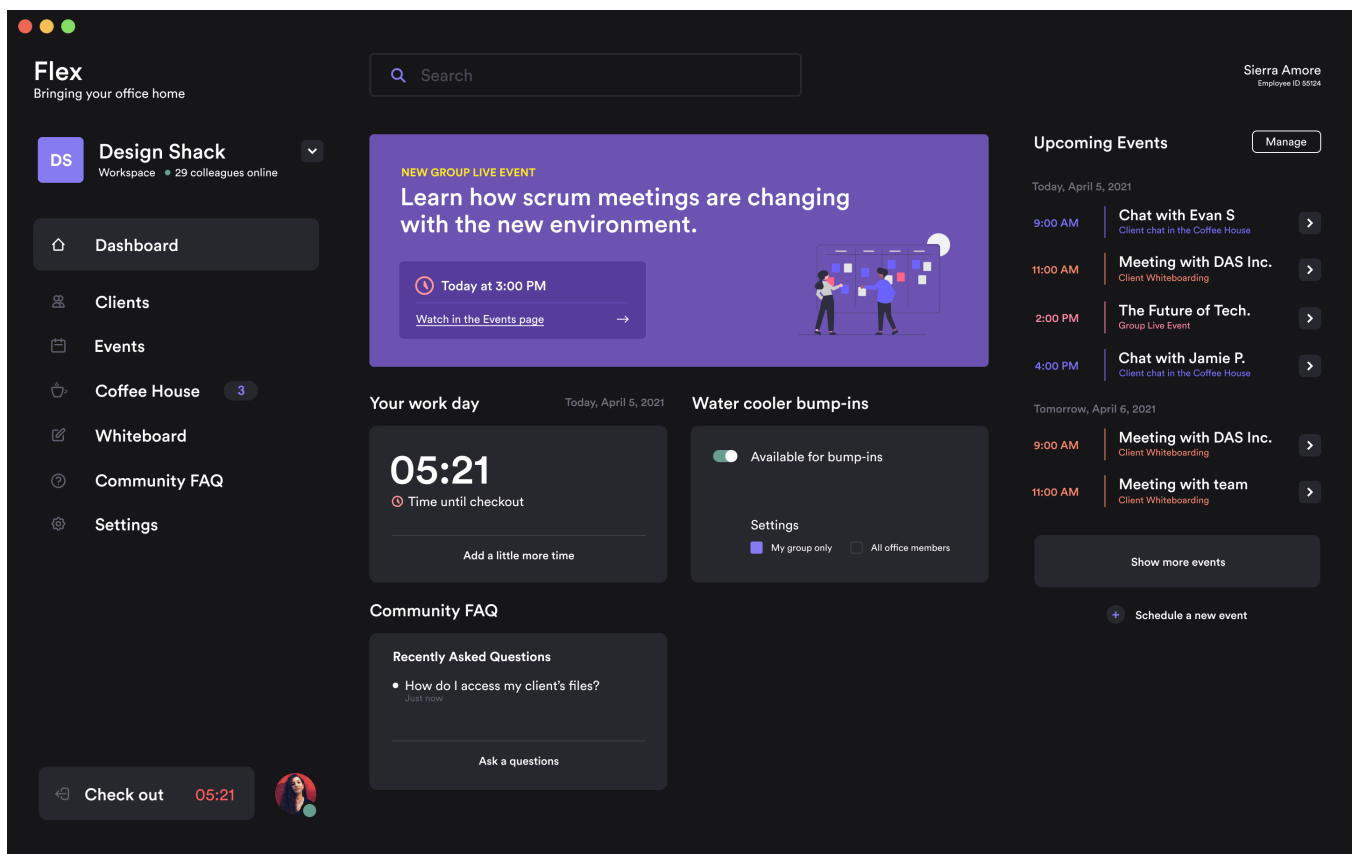 Flex
Bringing your office home
Search
Sierra Amore
Employee ID 55124
DS
Design Shack
Workspace • 29 colleagues online
Dashboard
Clients
Events
Coffee House 3
Whiteboard
Community FAQ
Settings
Check out 05:21
NEW GROUP LIVE EVENT
Learn how scrum meetings are changing
with the new environment.
Today at 3:00 PM
Watch in the Events page →
Your work day
Today, April 5, 2021
05:21
Time until checkout
Add a little more time
Water cooler bump-ins
Available for bump-ins
Settings
My group only
All office members
Community FAQ
Recently Asked Questions
• How do I access my client's files?
Just now
Ask a questions
Upcoming Events
Manage
Today, April 5, 2021
9:00 AM
Chat with Evan S
Client chat in the Coffee House
11:00 AM
Meeting with DAS Inc.
Client Whiteboarding
2:00 PM
The Future of Tech.
Group Live Event
4:00 PM
Chat with Jamie P.
Client chat in the Coffee House
Tomorrow, April 6, 2021
9:00 AM
Meeting with DAS Inc.
Client Whiteboarding
11:00 AM
Meeting with team
Client Whiteboarding
Show more events
+ Schedule a new event